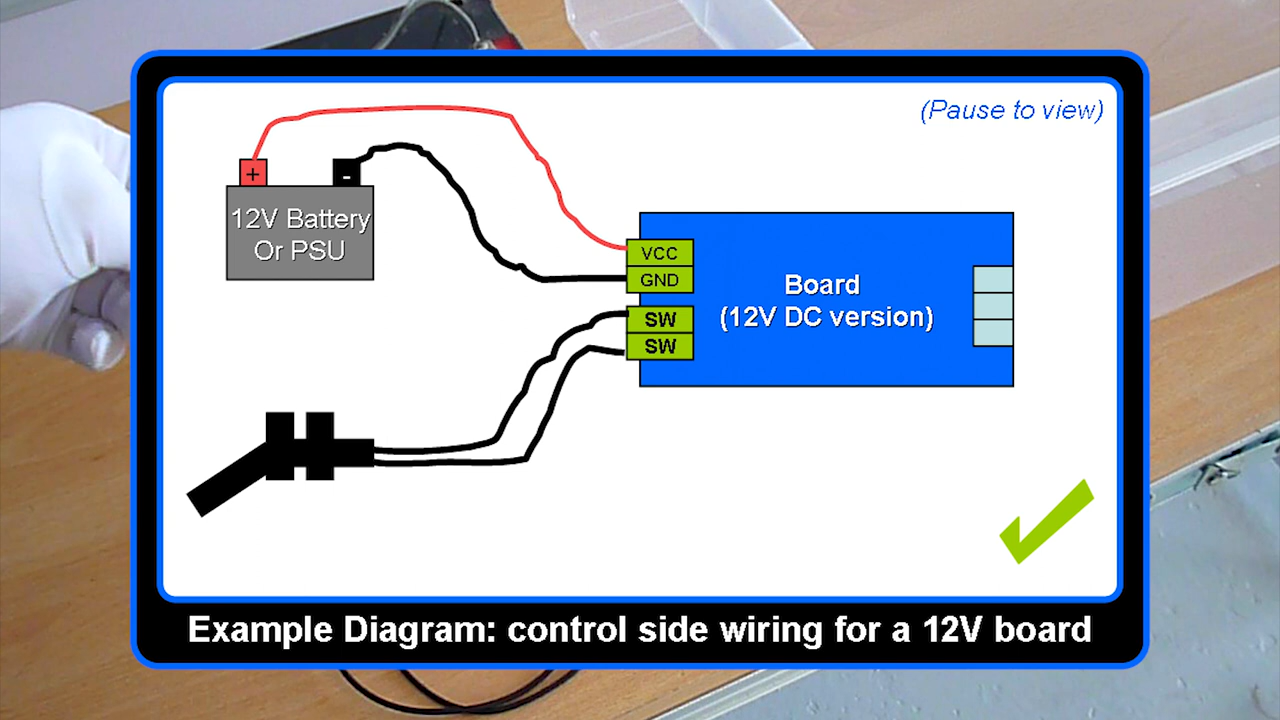 (Pause to view)
+
-
12V Battery
Or PSU
VCC
GND
SW
SW
Board
(12V DC version)
Example Diagram: control side wiring for a 12V board